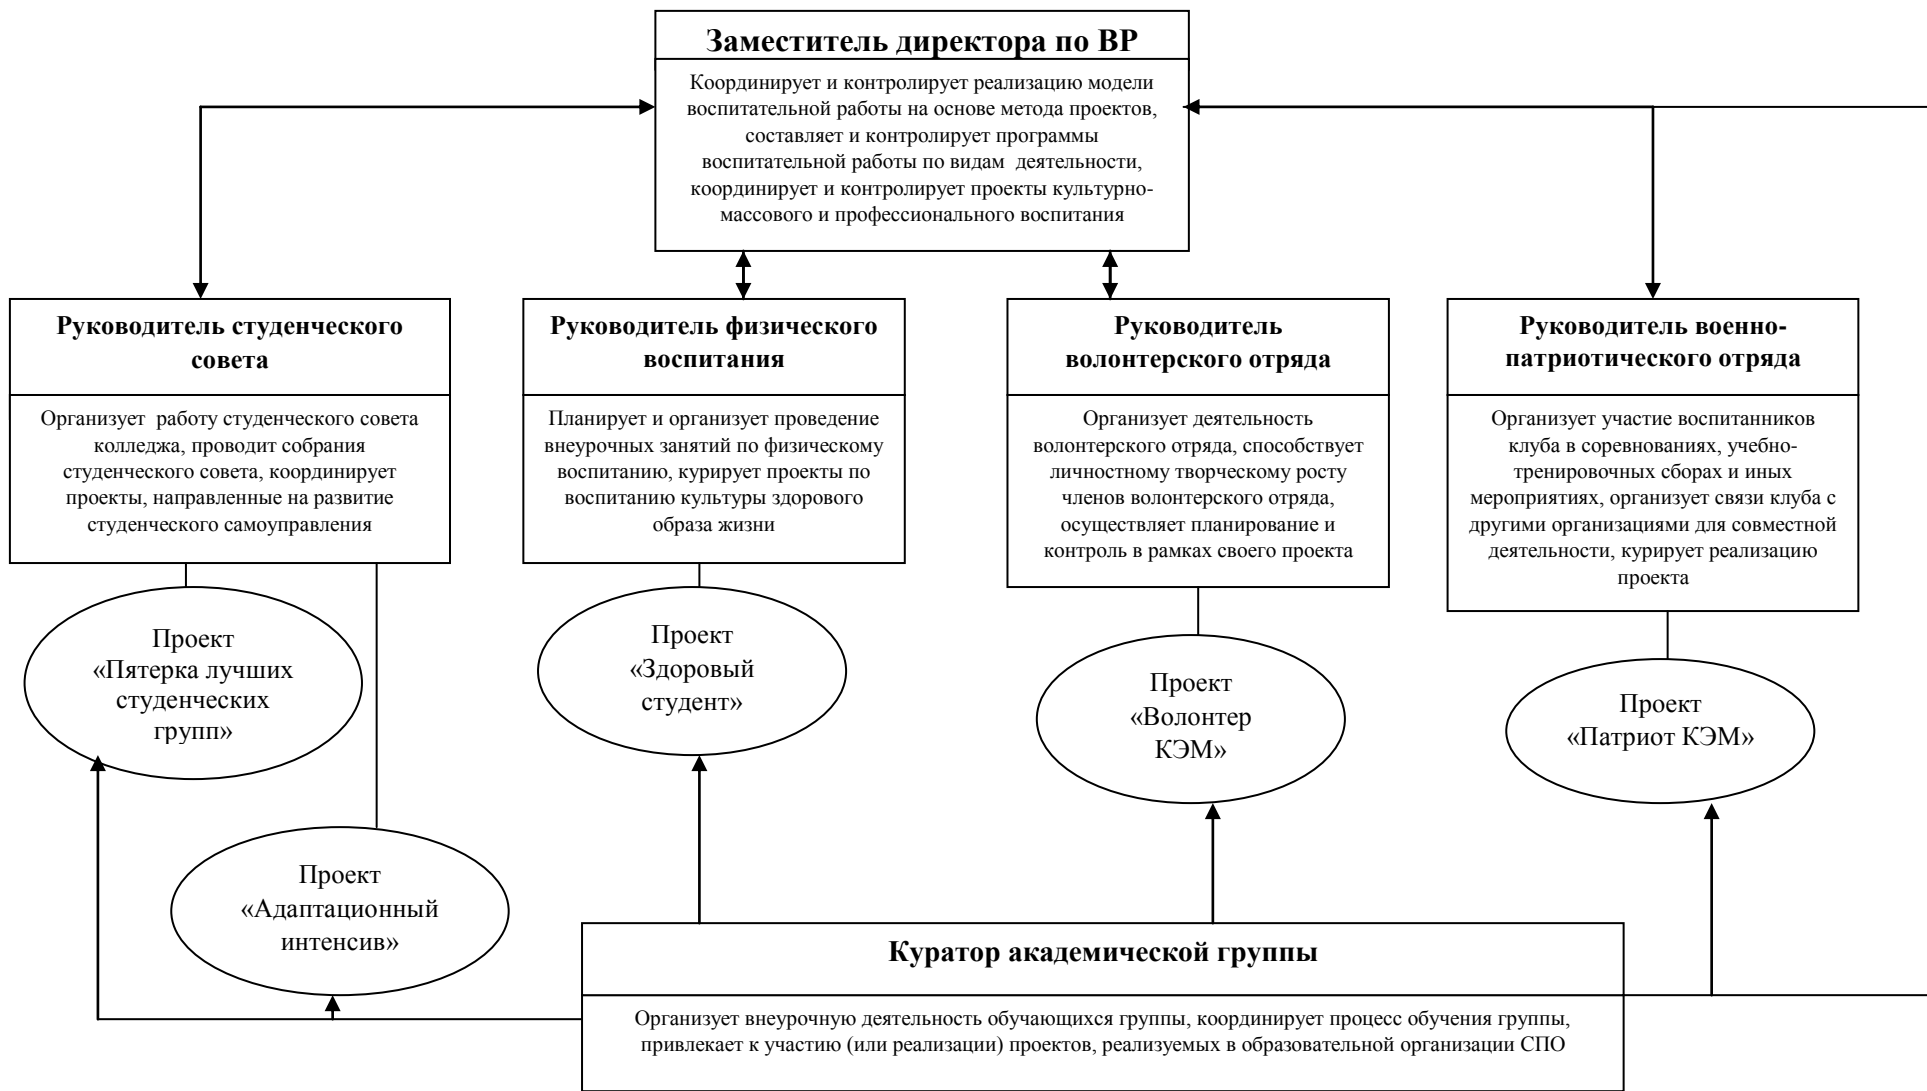 Заместитель директора по ВР
Координирует и контролирует реализацию модели
воспитательной работы на основе метода проектов,
составляет и контролирует программы
воспитательной работы по видам деятельности,
координирует и контролирует проекты культурно-
массового и профессионального воспитания
Руководитель студенческого
совета
Организует работу студенческого совета
колледжа, проводит собрания
студенческого совета, координирует
проекты, направленные на развитие
студенческого самоуправления
Руководитель физического
воспитания
Планирует и организует проведение
внеурочных занятий по физическому
воспитанию, курирует проекты по
воспитанию культуры здорового
образа жизни
Руководитель
волонтерского отряда
Организует деятельность
волонтерского отряда, способствует
личностному творческому росту
членов волонтерского отряда,
осуществляет планирование и
контроль в рамках своего проекта
Руководитель военно-
патриотического отряда
Организует участие воспитанников
клуба в соревнованиях, учебно-
тренировочных сборах и иных
мероприятиях, организует связи клуба с
другими организациями для совместной
деятельности, курирует реализацию
проекта
Проект
«Пятерка лучших
студенческих
групп»
Проект
«Здоровый
студент»
Проект
«Волонтер
КЭМ»
Проект
«Патриот КЭМ»
Проект
«Адаптационный
интенсив»
Куратор академической группы
Организует внеурочную деятельность обучающихся группы, координирует процесс обучения группы,
привлекает к участию (или реализации) проектов, реализуемых в образовательной организации СПО